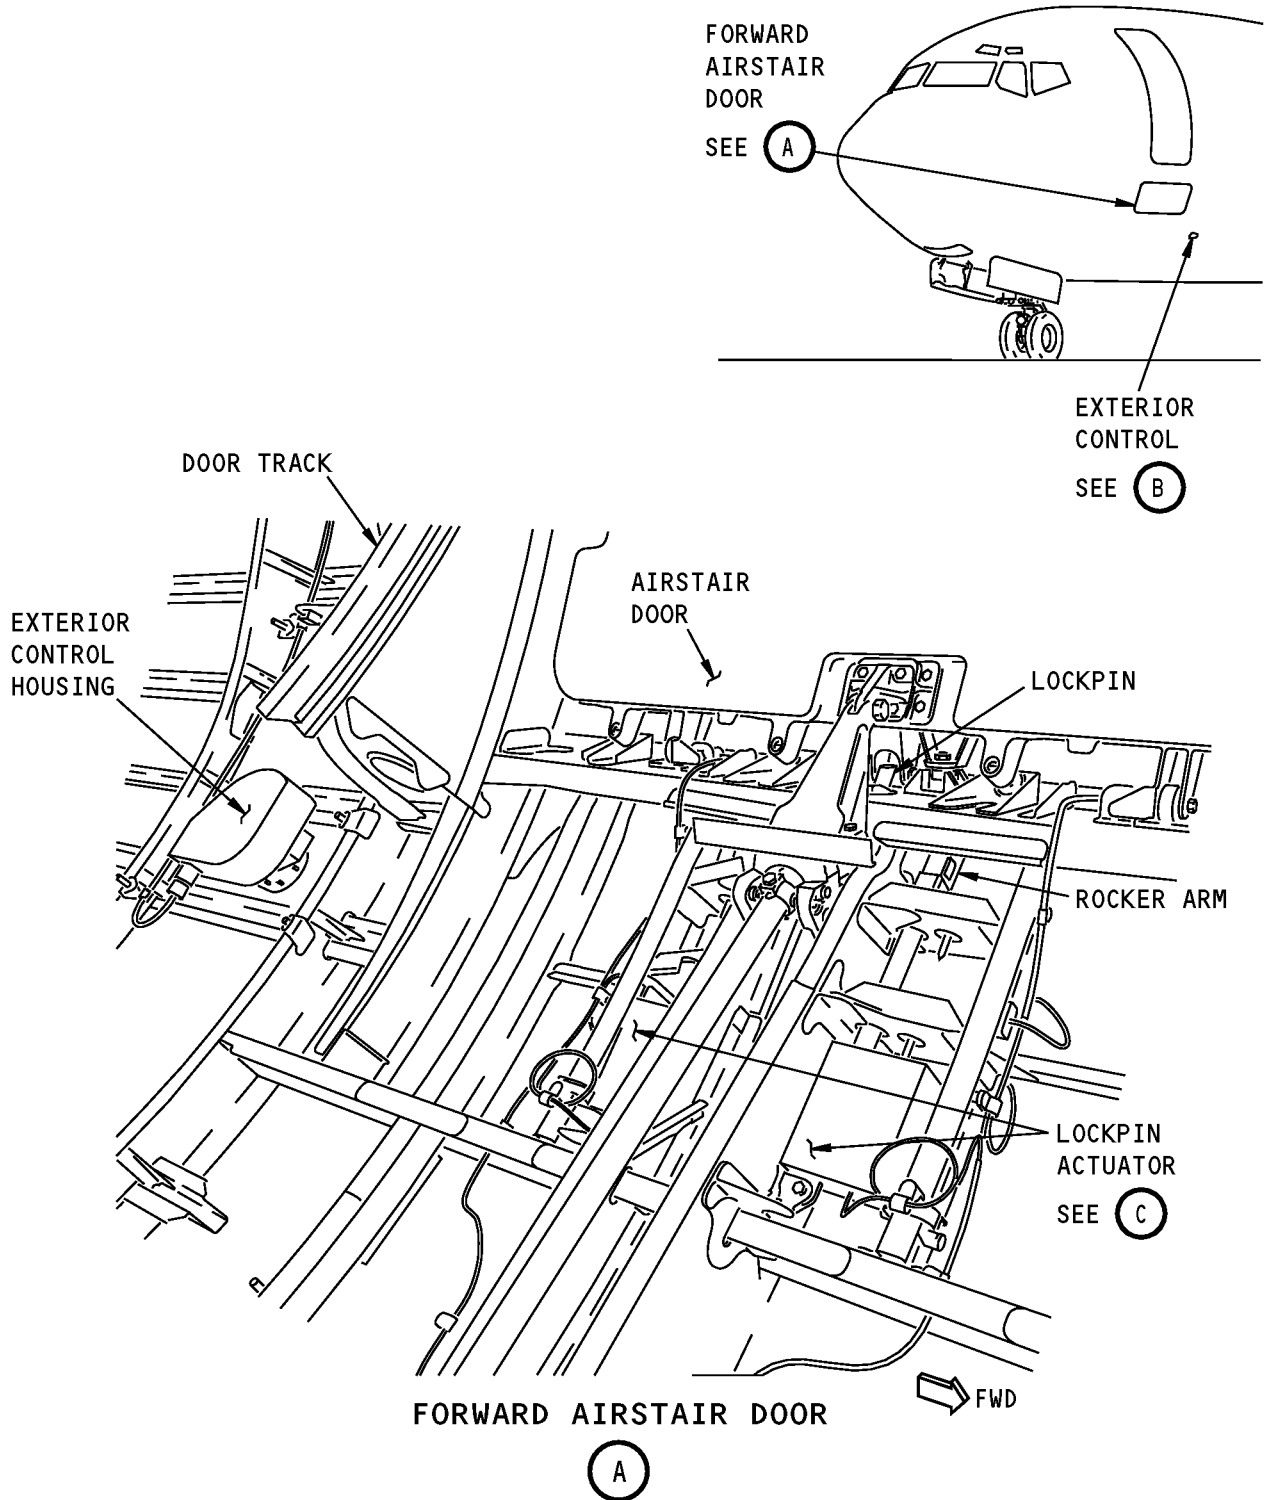 FORWARD
AIRSTAIR
DOOR
SEE A
EXTERIOR
CONTROL
SEE B
DOOR TRACK
AIRSTAIR
DOOR
EXTERIOR
CONTROL
HOUSING
LOCKPIN
ROCKER ARM
LOCKPIN
ACTUATOR
SEE C
FWD
FORWARD AIRSTAIR DOOR
A